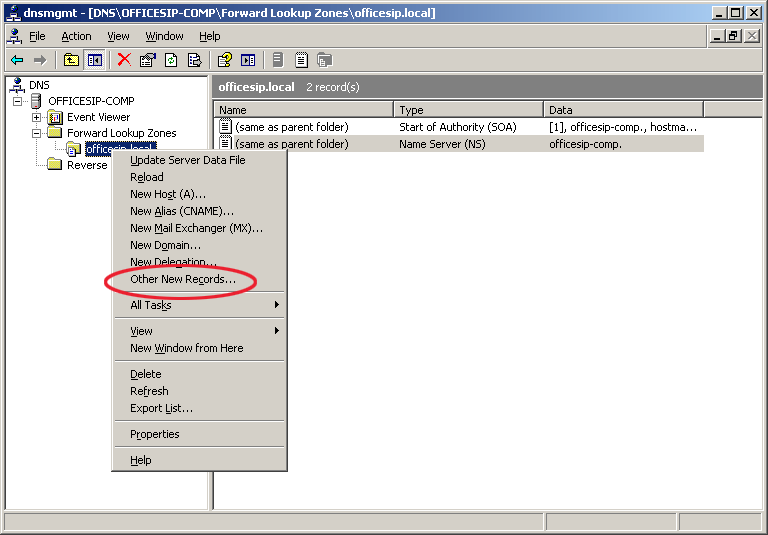 dnsmgmt - [DNS\OFFICESIP-COMP\Forward Lookup Zones\officesip.local]
File Action View Window Help
DNS
OFFICESIP-COMP
Event Viewer
Forward Lookup Zones
officesip.local
Reverse
officesip.local 2 record(s)
Name Type Data
(same as parent folder) Start of Authority (SOA) [1], officesip-comp., hostma...
(same as parent folder) Name Server (NS) officesip-comp.
Update Server Data File
Reload
New Host (A)...
New Alias (CNAME)...
New Mail Exchanger (MX)...
New Domain...
New Delegation...
Other New Records...
All Tasks
View
New Window from Here
Delete
Refresh
Export List...
Properties
Help